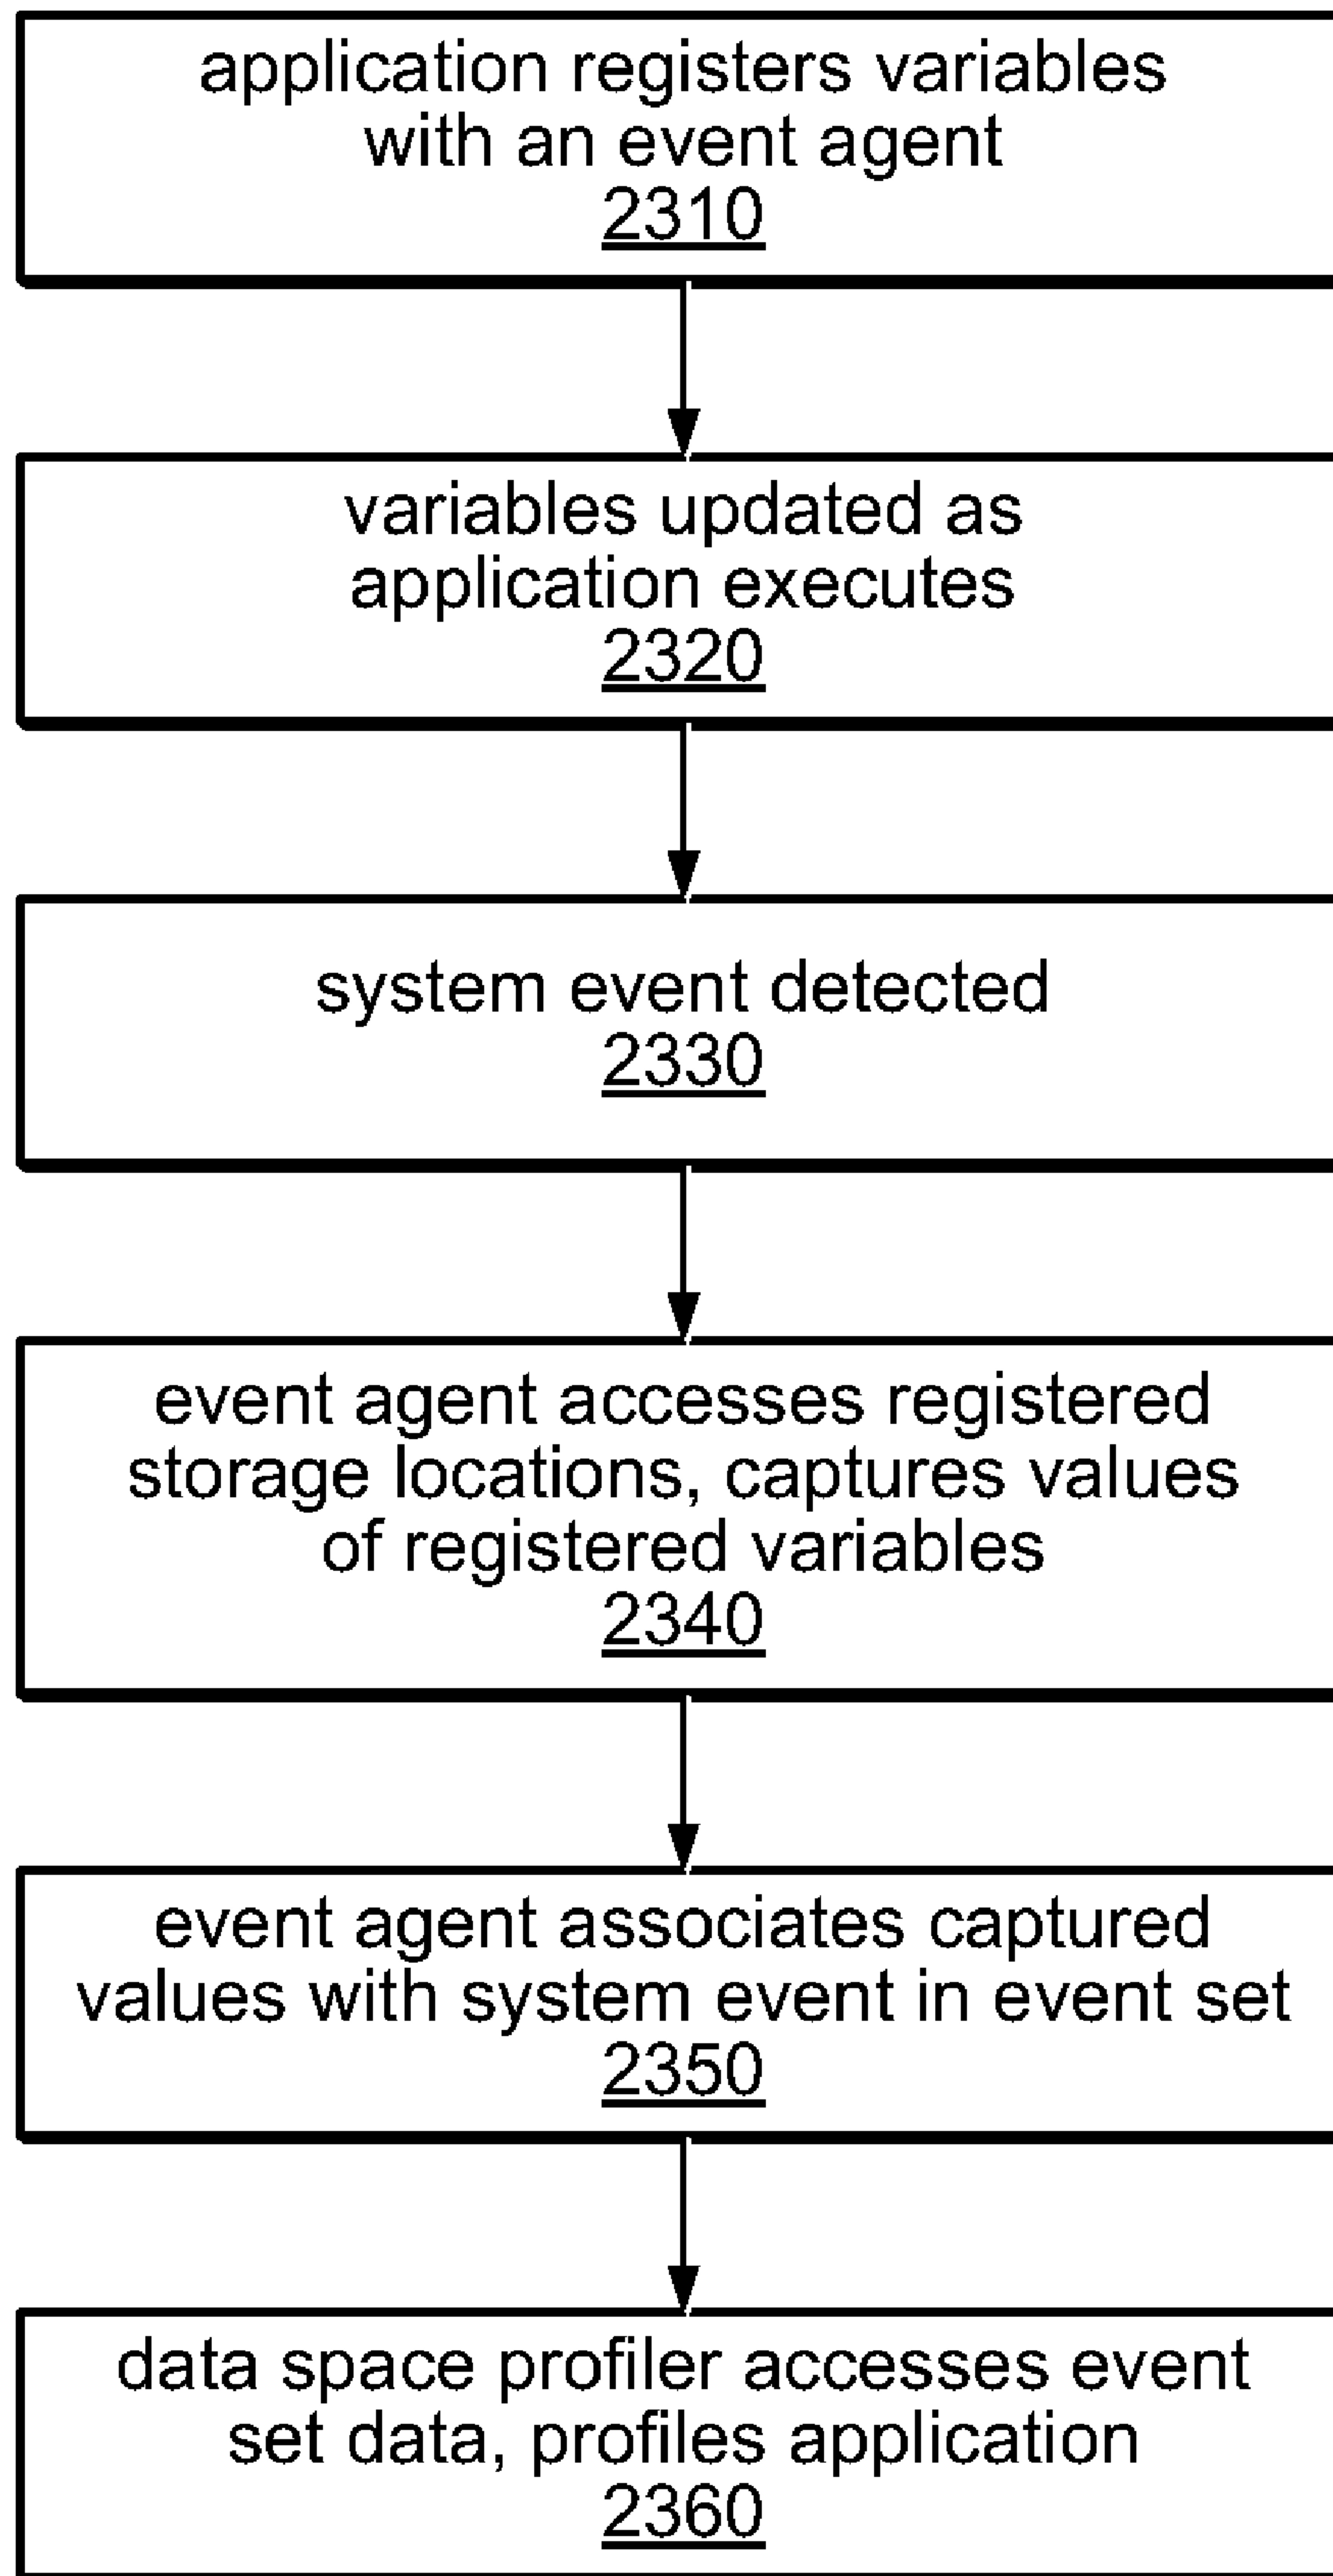 application registers variables
with an event agent
2310
variables updated as
application executes
2320
system event detected
2330
event agent accesses registered
storage locations, captures values
of registered variables
2340
event agent associates captured
values with system event in event set
2350
data space profiler accesses event
set data, profiles application
2360